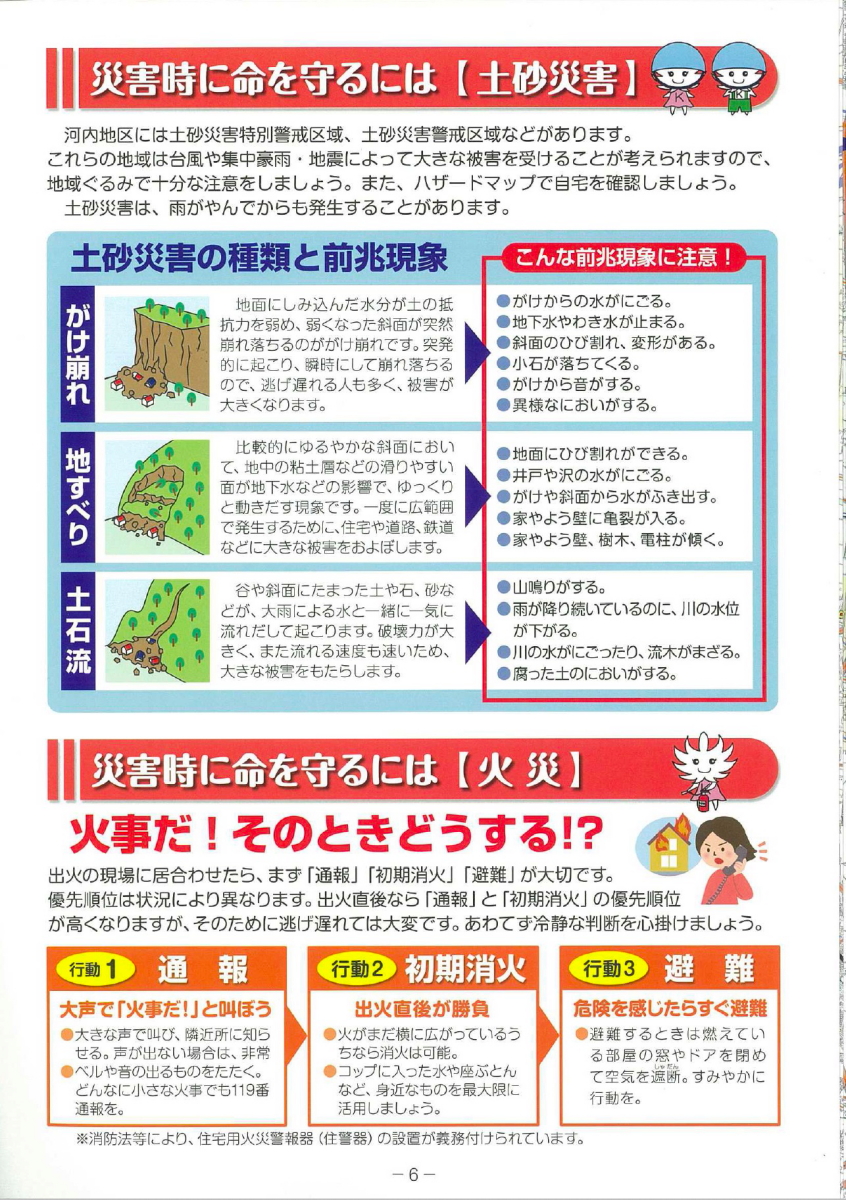 災害時に命を守るには【土砂災害】
河内地区には土砂災害特別警戒区域、土砂災害警戒区域などがあります。
これらの地域は台風や集中豪雨・地震によって大きな被害を受けることが考えられますので、
地域ぐるみで十分な注意をしましょう。また、ハザードマップで自宅を確認しましょう。
土砂災害は、雨がやんでからも発生することがあります。
土砂災害の種類と前兆現象
こんな前兆現象に注意！
がけ崩れ
地面にしみ込んだ水分が土の抵
抗力を弱め、弱くなった斜面が突然
崩れ落ちるのががけ崩れです。突発
的に起こり、瞬時にして崩れ落ちる
ので、逃げ遅れる人も多く、被害が
大きくなります。
●がけからの水がにごる。
●地下水やわき水が止まる。
●斜面のひび割れ、変形がある。
●小石が落ちてくる。
●がけから音がする。
●異様なにおいがする。
地すべり
比較的にゆるやかな斜面におい
て、地中の粘土層などの滑りやすい
面が地下水などの影響で、ゆっくり
と動きだす現象です。一度に広範囲
で発生するために、住宅や道路、鉄道
などに大きな被害をおよぼします。
●地面にひび割れができる。
●井戸や沢の水がにごる。
●がけや斜面から水がふき出す。
●家やよう壁に亀裂が入る。
●家やよう壁、樹木、電柱が傾く。
土石流
谷や斜面にたまった土や石、砂な
どが、大雨による水と一緒に一気に
流れだして起こります。破壊力が大
きく、また流れる速度も速いため、
大きな被害をもたらします。
●山鳴りがする。
●雨が降り続いているのに、川の水位
が下がる。
●川の水がにごったり、流木がまざる。
●腐った土のにおいがする。
災害時に命を守るには【火災】
火事だ！そのときどうする!?
出火の現場に居合わせたら、まず「通報」「初期消火」「避難」が大切です。
優先順位は状況により異なります。出火直後なら「通報」と「初期消火」の優先順位
が高くなりますが、そのために逃げ遅れては大変です。あわてず冷静な判断を心掛けましょう。
行動1 通報
大声で「火事だ！」と叫ぼう
●大きな声で叫び、隣近所に知ら
せる。声が出ない場合は、非常
●ベルや音の出るものをたたく。
どんなに小さな火事でも119番
通報を。
行動2 初期消火
出火直後が勝負
●火がまだ横に広がっているう
ちなら消火は可能。
●コップに入った水や座ぶとん
など、身近なものを最大限に
活用しましょう。
行動3 避難
危険を感じたらすぐ避難
●避難するときは燃えてい
る部屋の窓やドアを閉め
しゃだん
て空気を遮断。すみやかに
行動を。
※消防法等により、住宅用火災警報器（住警器）の設置が義務付けられています。
－6－